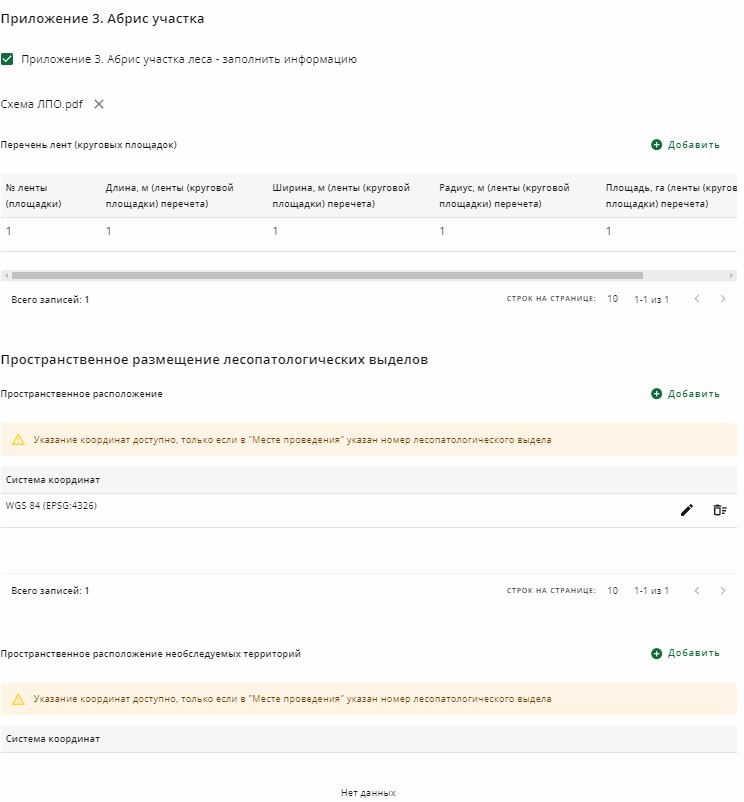 Приложение 3. Абрис участка
Приложение 3. Абрис участка леса - заполнить информацию
Схема ЛПО.pdf
Перечень лент (круговых площадок) Добавить
№ ленты Длина, м (ленты (круговой Ширина, м (ленты (круговой Радиус, м (ленты (круговой Площадь, га (ленты (кругов
(площадки) площадки) перечета) площадки) перечета) площадки) перечета) площадки) перечета)
1 1 1 1 1
Всего записей: 1 СТРОК НА СТРАНИЦЕ: 10 1-1 из 1
Пространственное размещение лесопатологических выделов
Пространственное расположение Добавить
Указание координат доступно, только если в "Месте проведения" указан номер лесопатологического выдела
Система координат
WGS 84 (EPSG:4326)
Всего записей: 1 СТРОК НА СТРАНИЦЕ: 10 1-1 из 1
Пространственное расположение необследуемых территорий Добавить
Указание координат доступно, только если в "Месте проведения" указан номер лесопатологического выдела
Система координат
Нет данных